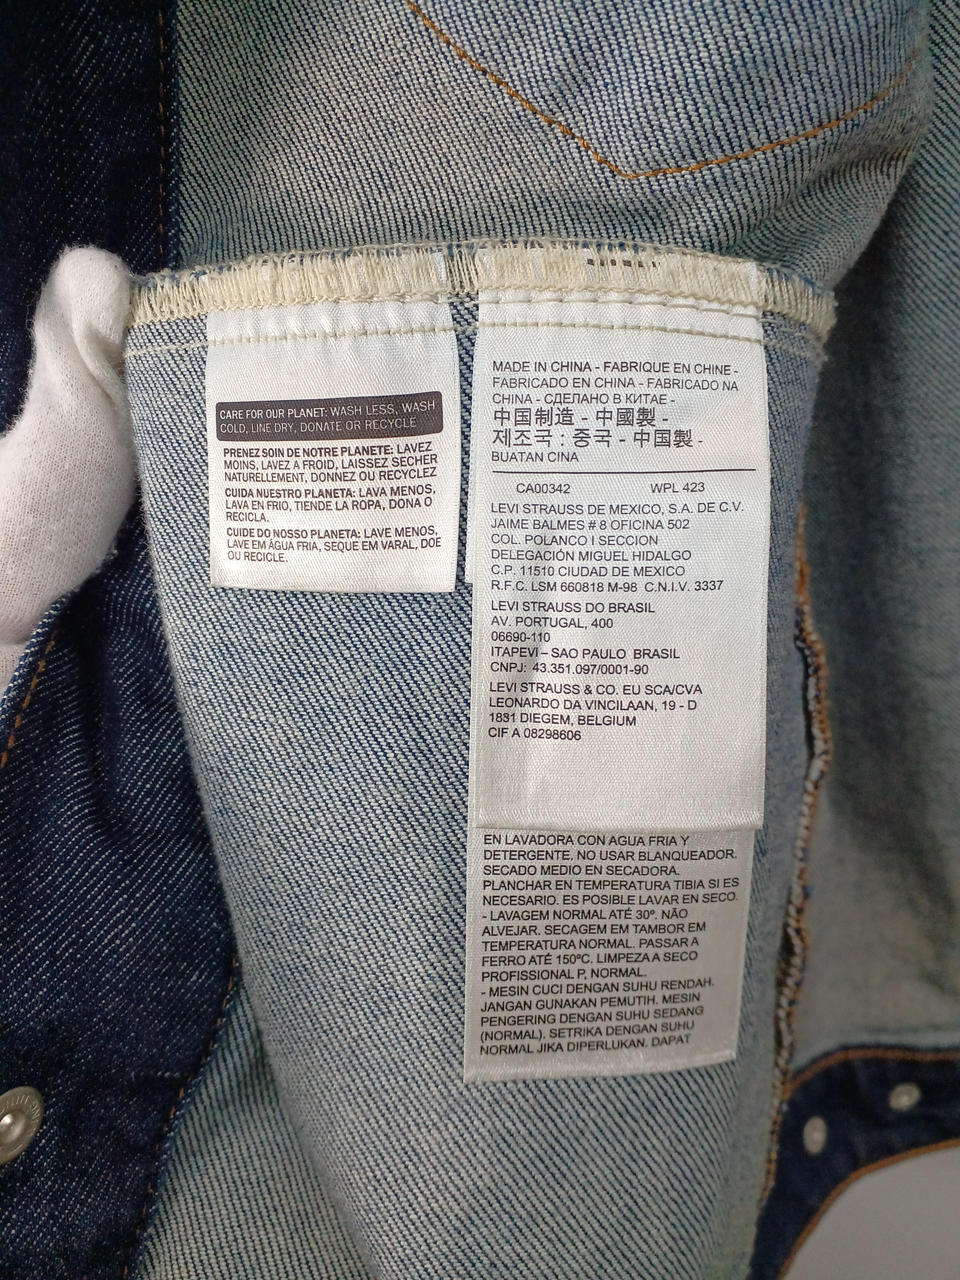 CARE FOR OUR PLANET: WASH LESS, WASH
COLD, LINE DRY, DONATE OR RECYCLE
PRENEZ SOIN DE NOTRE PLANETE: LAVEZ
MOINS, LAVEZ A FROID, LAISSEZ SECHER
NATURELLEMENT, DONNEZ OU RECYCLEZ
CUIDA NUESTRO PLANETA: LAVA MENOS,
LAVA EN FRIO, TIENDE LA ROPA, DONA O
RECICLA.
CUIDE DO NOSSO PLANETA: LAVE MENOS,
LAVE EM ÁGUA FRIA, SEQUE EM VARAL, DOE
OU RECICLE.
MADE IN CHINA - FABRIQUE EN CHINE -
FABRICADO EN CHINA - FABRICADO NA
CHINA - СДЕЛАНО В КИТАЕ -
中国制造 - 中國製 -
제조국 : 중국 - 中国製 -
BUATAN CINA
CA00342 WPL 423
LEVI STRAUSS DE MEXICO, S.A. DE C.V.
JAIME BALMES # 8 OFICINA 502
COL. POLANCO I SECCION
DELEGACIÓN MIGUEL HIDALGO
C.P. 11510 CIUDAD DE MEXICO
R.F.C. LSM 660818 M-98 C.N.I.V. 3337
LEVI STRAUSS DO BRASIL
AV. PORTUGAL, 400
06690-110
ITAPEVI – SAO PAULO BRASIL
CNPJ: 43.351.097/0001-90
LEVI STRAUSS & CO. EU SCA/CVA
LEONARDO DA VINCILAAN, 19 - D
1831 DIEGEM, BELGIUM
CIF A 08298606
EN LAVADORA CON AGUA FRIA Y
DETERGENTE. NO USAR BLANQUEADOR.
SECADO MEDIO EN SECADORA.
PLANCHAR EN TEMPERATURA TIBIA SI ES
NECESARIO. ES POSIBLE LAVAR EN SECO.
- LAVAGEM NORMAL ATÉ 30º. NÃO
ALVEJAR. SECAGEM EM TAMBOR EM
TEMPERATURA NORMAL. PASSAR A
FERRO ATÉ 150ºC. LIMPEZA A SECO
PROFISSIONAL P, NORMAL.
- MESIN CUCI DENGAN SUHU RENDAH.
JANGAN GUNAKAN PEMUTIH. MESIN
PENGERING DENGAN SUHU SEDANG
(NORMAL). SETRIKA DENGAN SUHU
NORMAL JIKA DIPERLUKAN. DAPAT